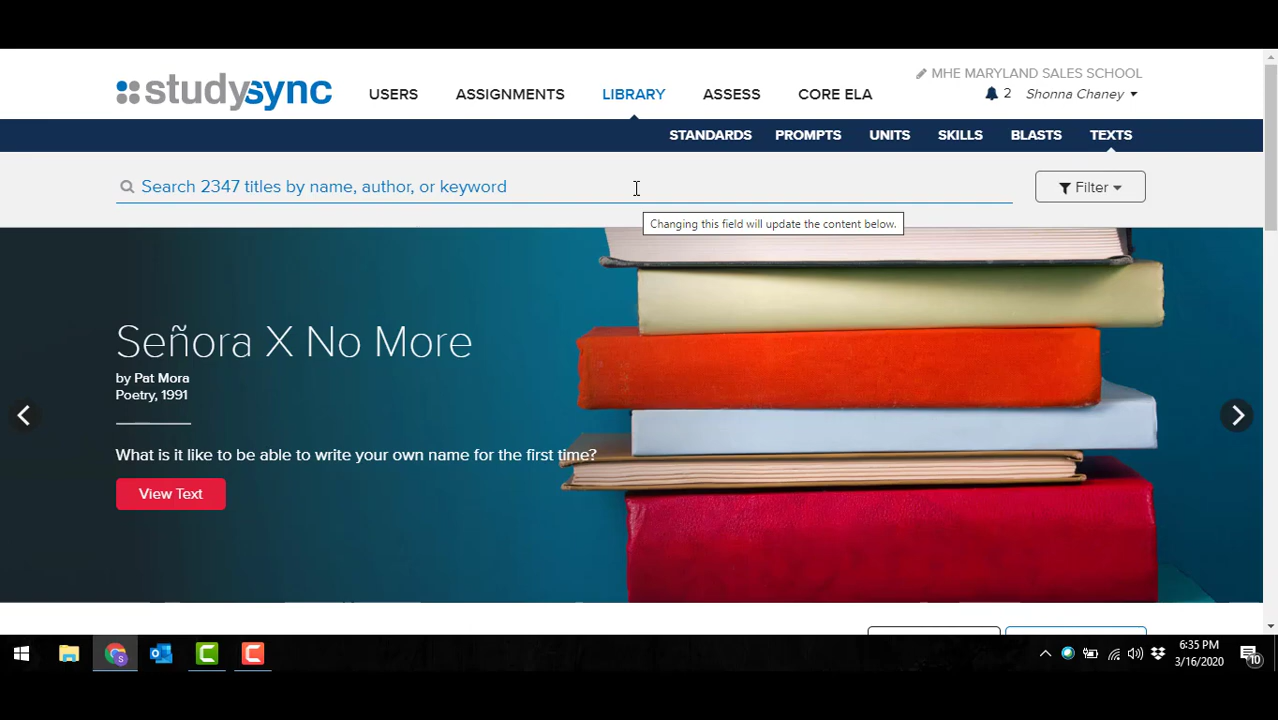 MHE MARYLAND SALES SCHOOL
studysync
USERS
ASSIGNMENTS
LIBRARY
ASSESS
CORE ELA
2
Shonna Chaney
STANDARDS
PROMPTS
UNITS
SKILLS
BLASTS
TEXTS
Search 2347 titles by name, author, or keyword
Filter
Changing this field will update the content below.
Señora X No More
by Pat Mora
Poetry, 1991
What is it like to be able to write your own name for the first time?
View Text
6:35 PM
3/16/2020
10